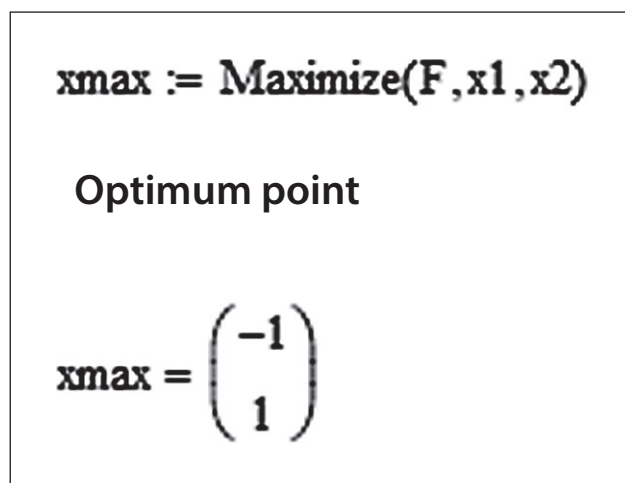 xmax := Maximize(F,x1,x2)
Optimum point
xmax = (-1
1)